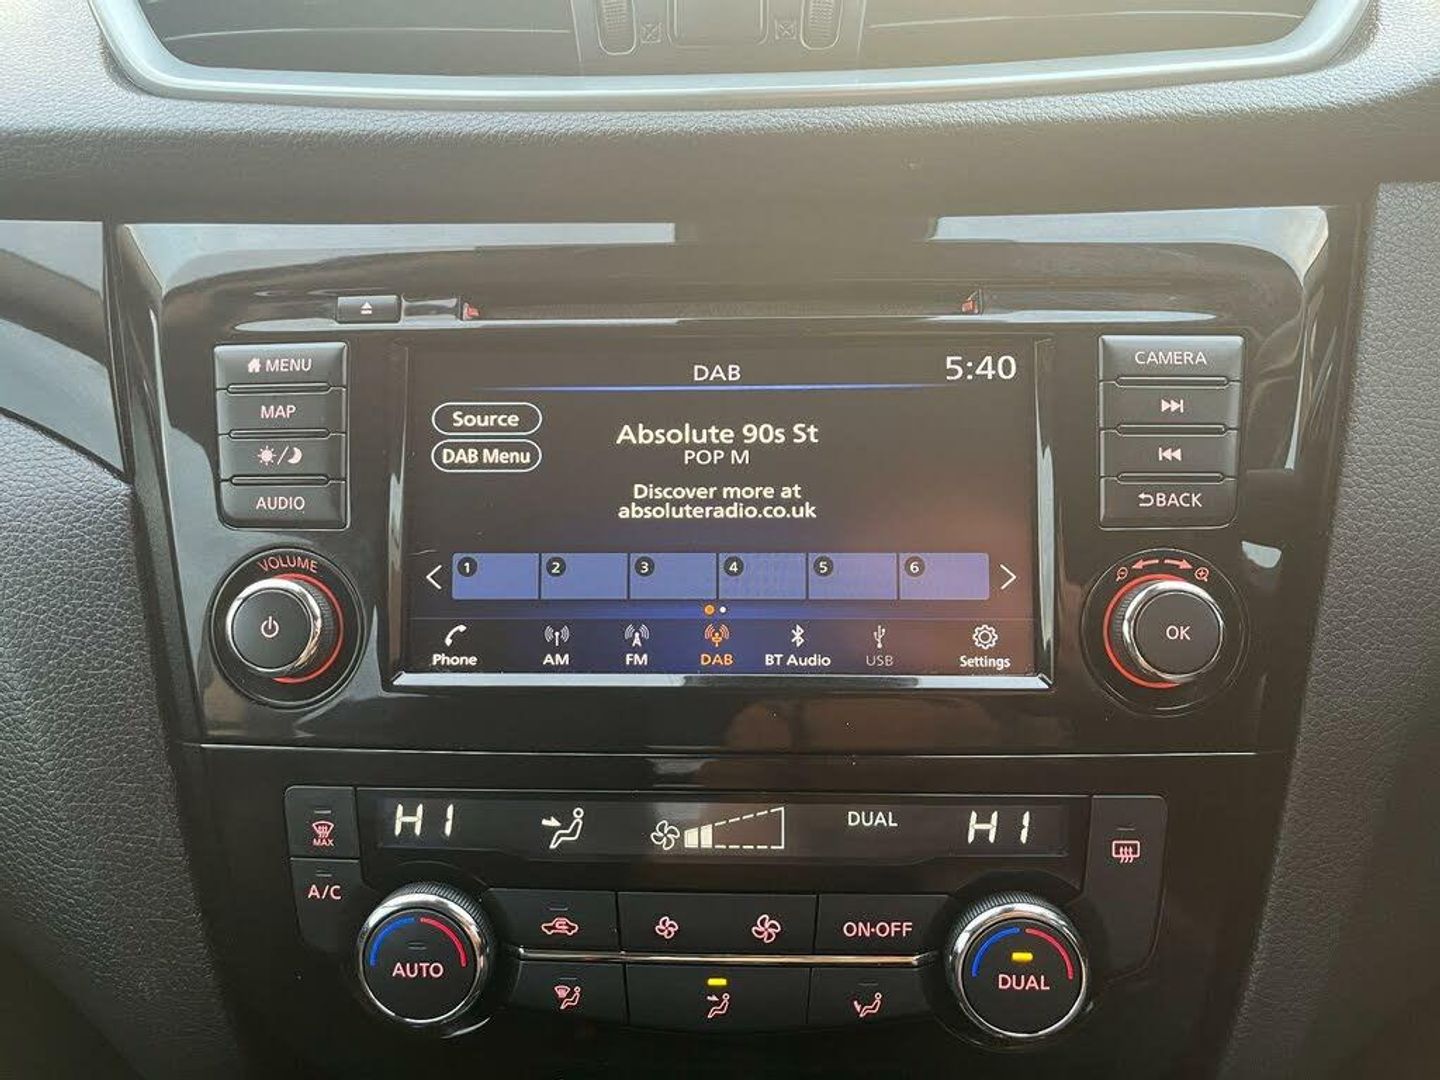 MENU
MAP
AUDIO
VOLUME
DAB
5:40
Source
DAB Menu
Absolute 90s St
POP M
Discover more at
absoluteradio.co.uk
1 2 3 4 5 6
Phone AM FM DAB BT Audio USB Settings
CAMERA
BACK
OK
HI DUAL HI
MAX
A/C
AUTO
ON·OFF
DUAL